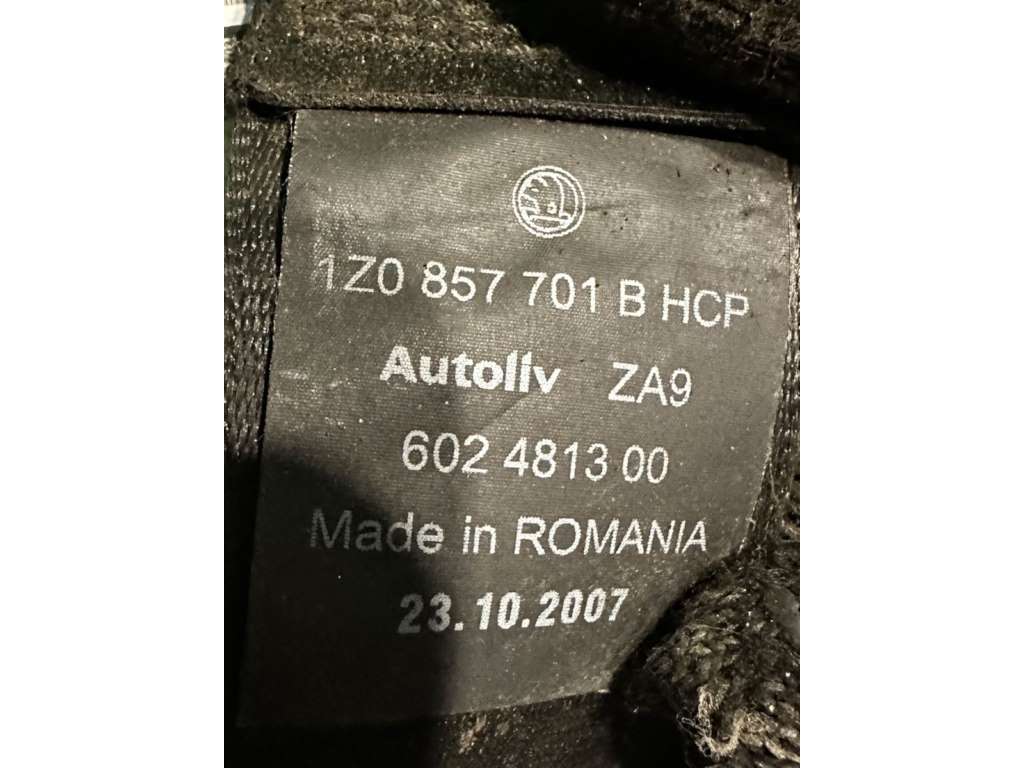 1Z0 857 701 B HCP
Autoliv ZA9
602 4813 00
Made in ROMANIA
23.10.2007